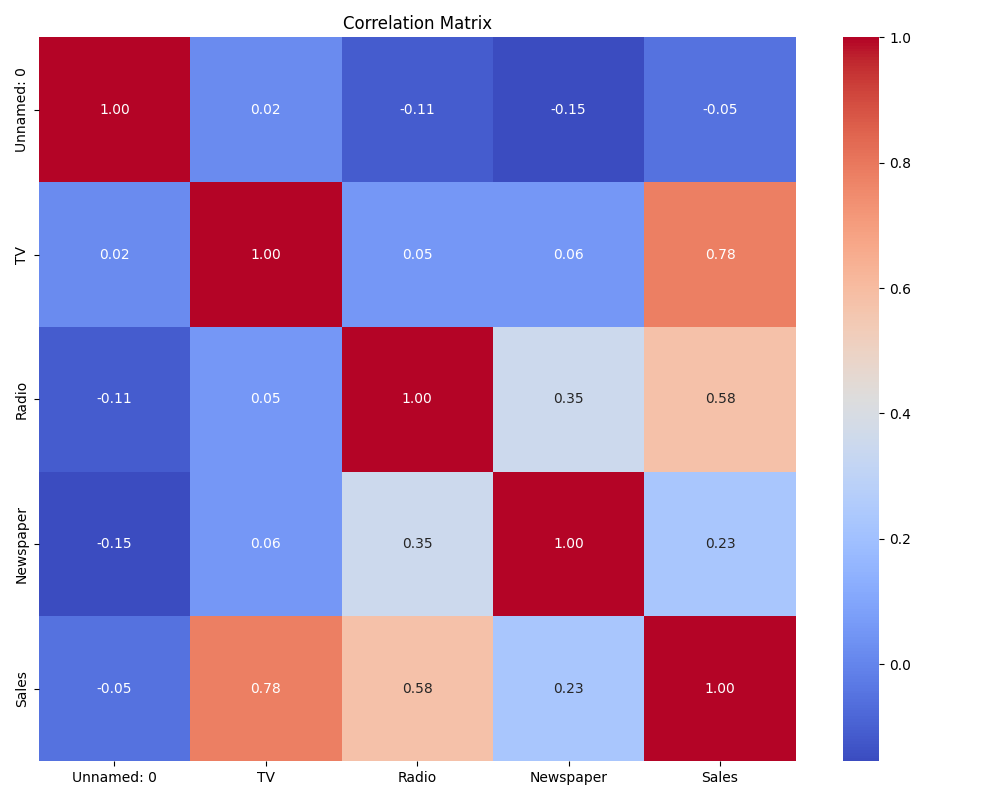 Correlation Matrix
Unnamed: 0 1.00 0.02 -0.11 -0.15 -0.05
TV 0.02 1.00 0.05 0.06 0.78
Radio -0.11 0.05 1.00 0.35 0.58
Newspaper -0.15 0.06 0.35 1.00 0.23
Sales -0.05 0.78 0.58 0.23 1.00
Unnamed: 0 TV Radio Newspaper Sales
1.0
0.8
0.6
0.4
0.2
0.0